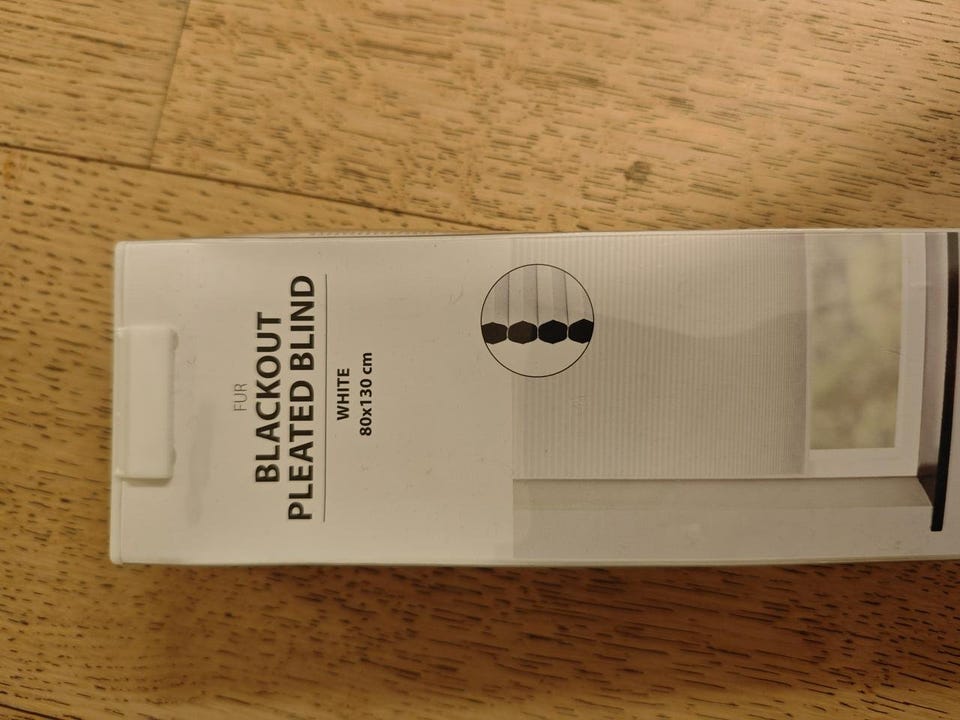 FUR
BLACKOUT
PLEATED BLIND
WHITE
80x130 cm